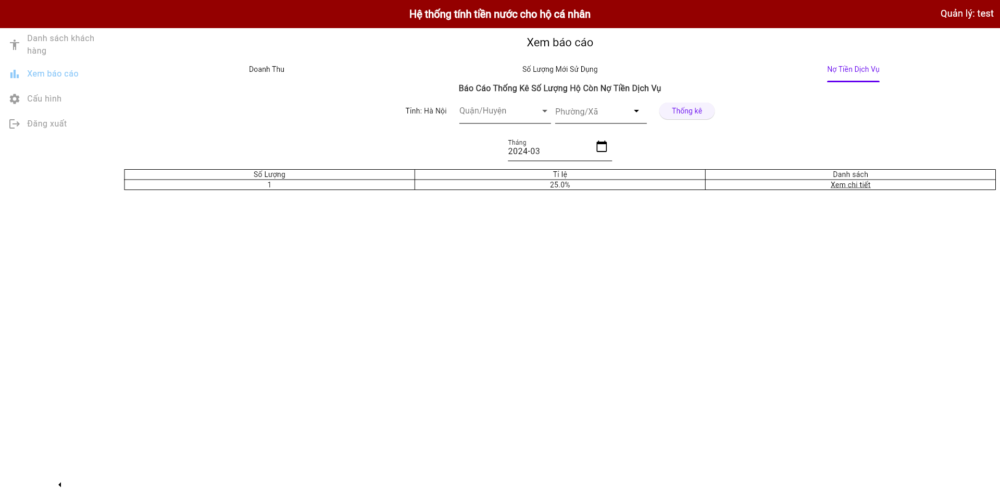 Hệ thống tính tiền nước cho hộ cá nhân
Quản lý: test
Danh sách khách
hàng
Xem báo cáo
Cấu hình
Đăng xuất
Xem báo cáo
Doanh Thu
Số Lượng Mới Sử Dụng
Nợ Tiền Dịch Vụ
Báo Cáo Thống Kê Số Lượng Hộ Còn Nợ Tiền Dịch Vụ
Tỉnh: Hà Nội
Quận/Huyện
Phường/Xã
Thống kê
Tháng
2024-03
Số Lượng
Tỉ lệ
Danh sách
1
25.0%
Xem chi tiết